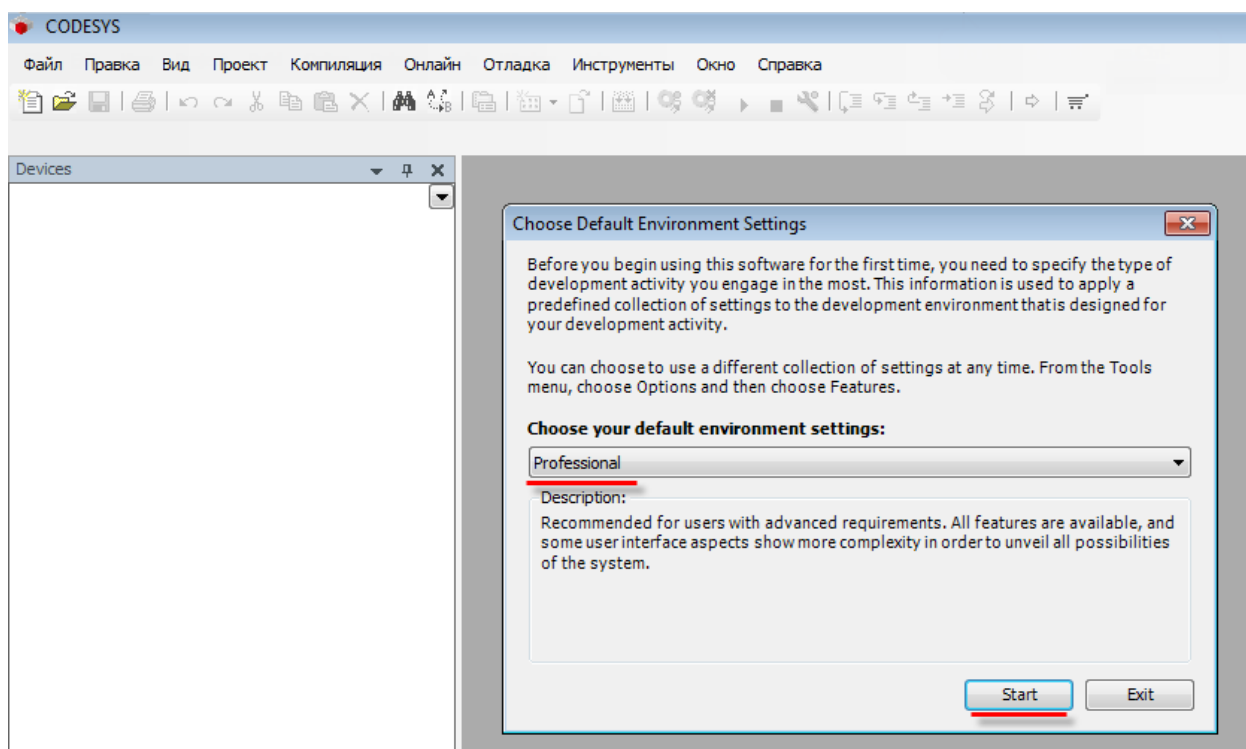 CODESYS
Файл Правка Вид Проект Компиляция Онлайн Отладка Инструменты Окно Справка
Devices
Choose Default Environment Settings
Before you begin using this software for the first time, you need to specify the type of
development activity you engage in the most. This information is used to apply a
predefined collection of settings to the development environment thatis designed for
your development activity.
You can choose to use a different collection of settings at any time. From the Tools
menu, choose Options and then choose Features.
Choose your default environment settings:
Professional
Description:
Recommended for users with advanced requirements. All features are available, and
some user interface aspects show more complexity in order to unveil all possibilities
of the system.
Start Exit